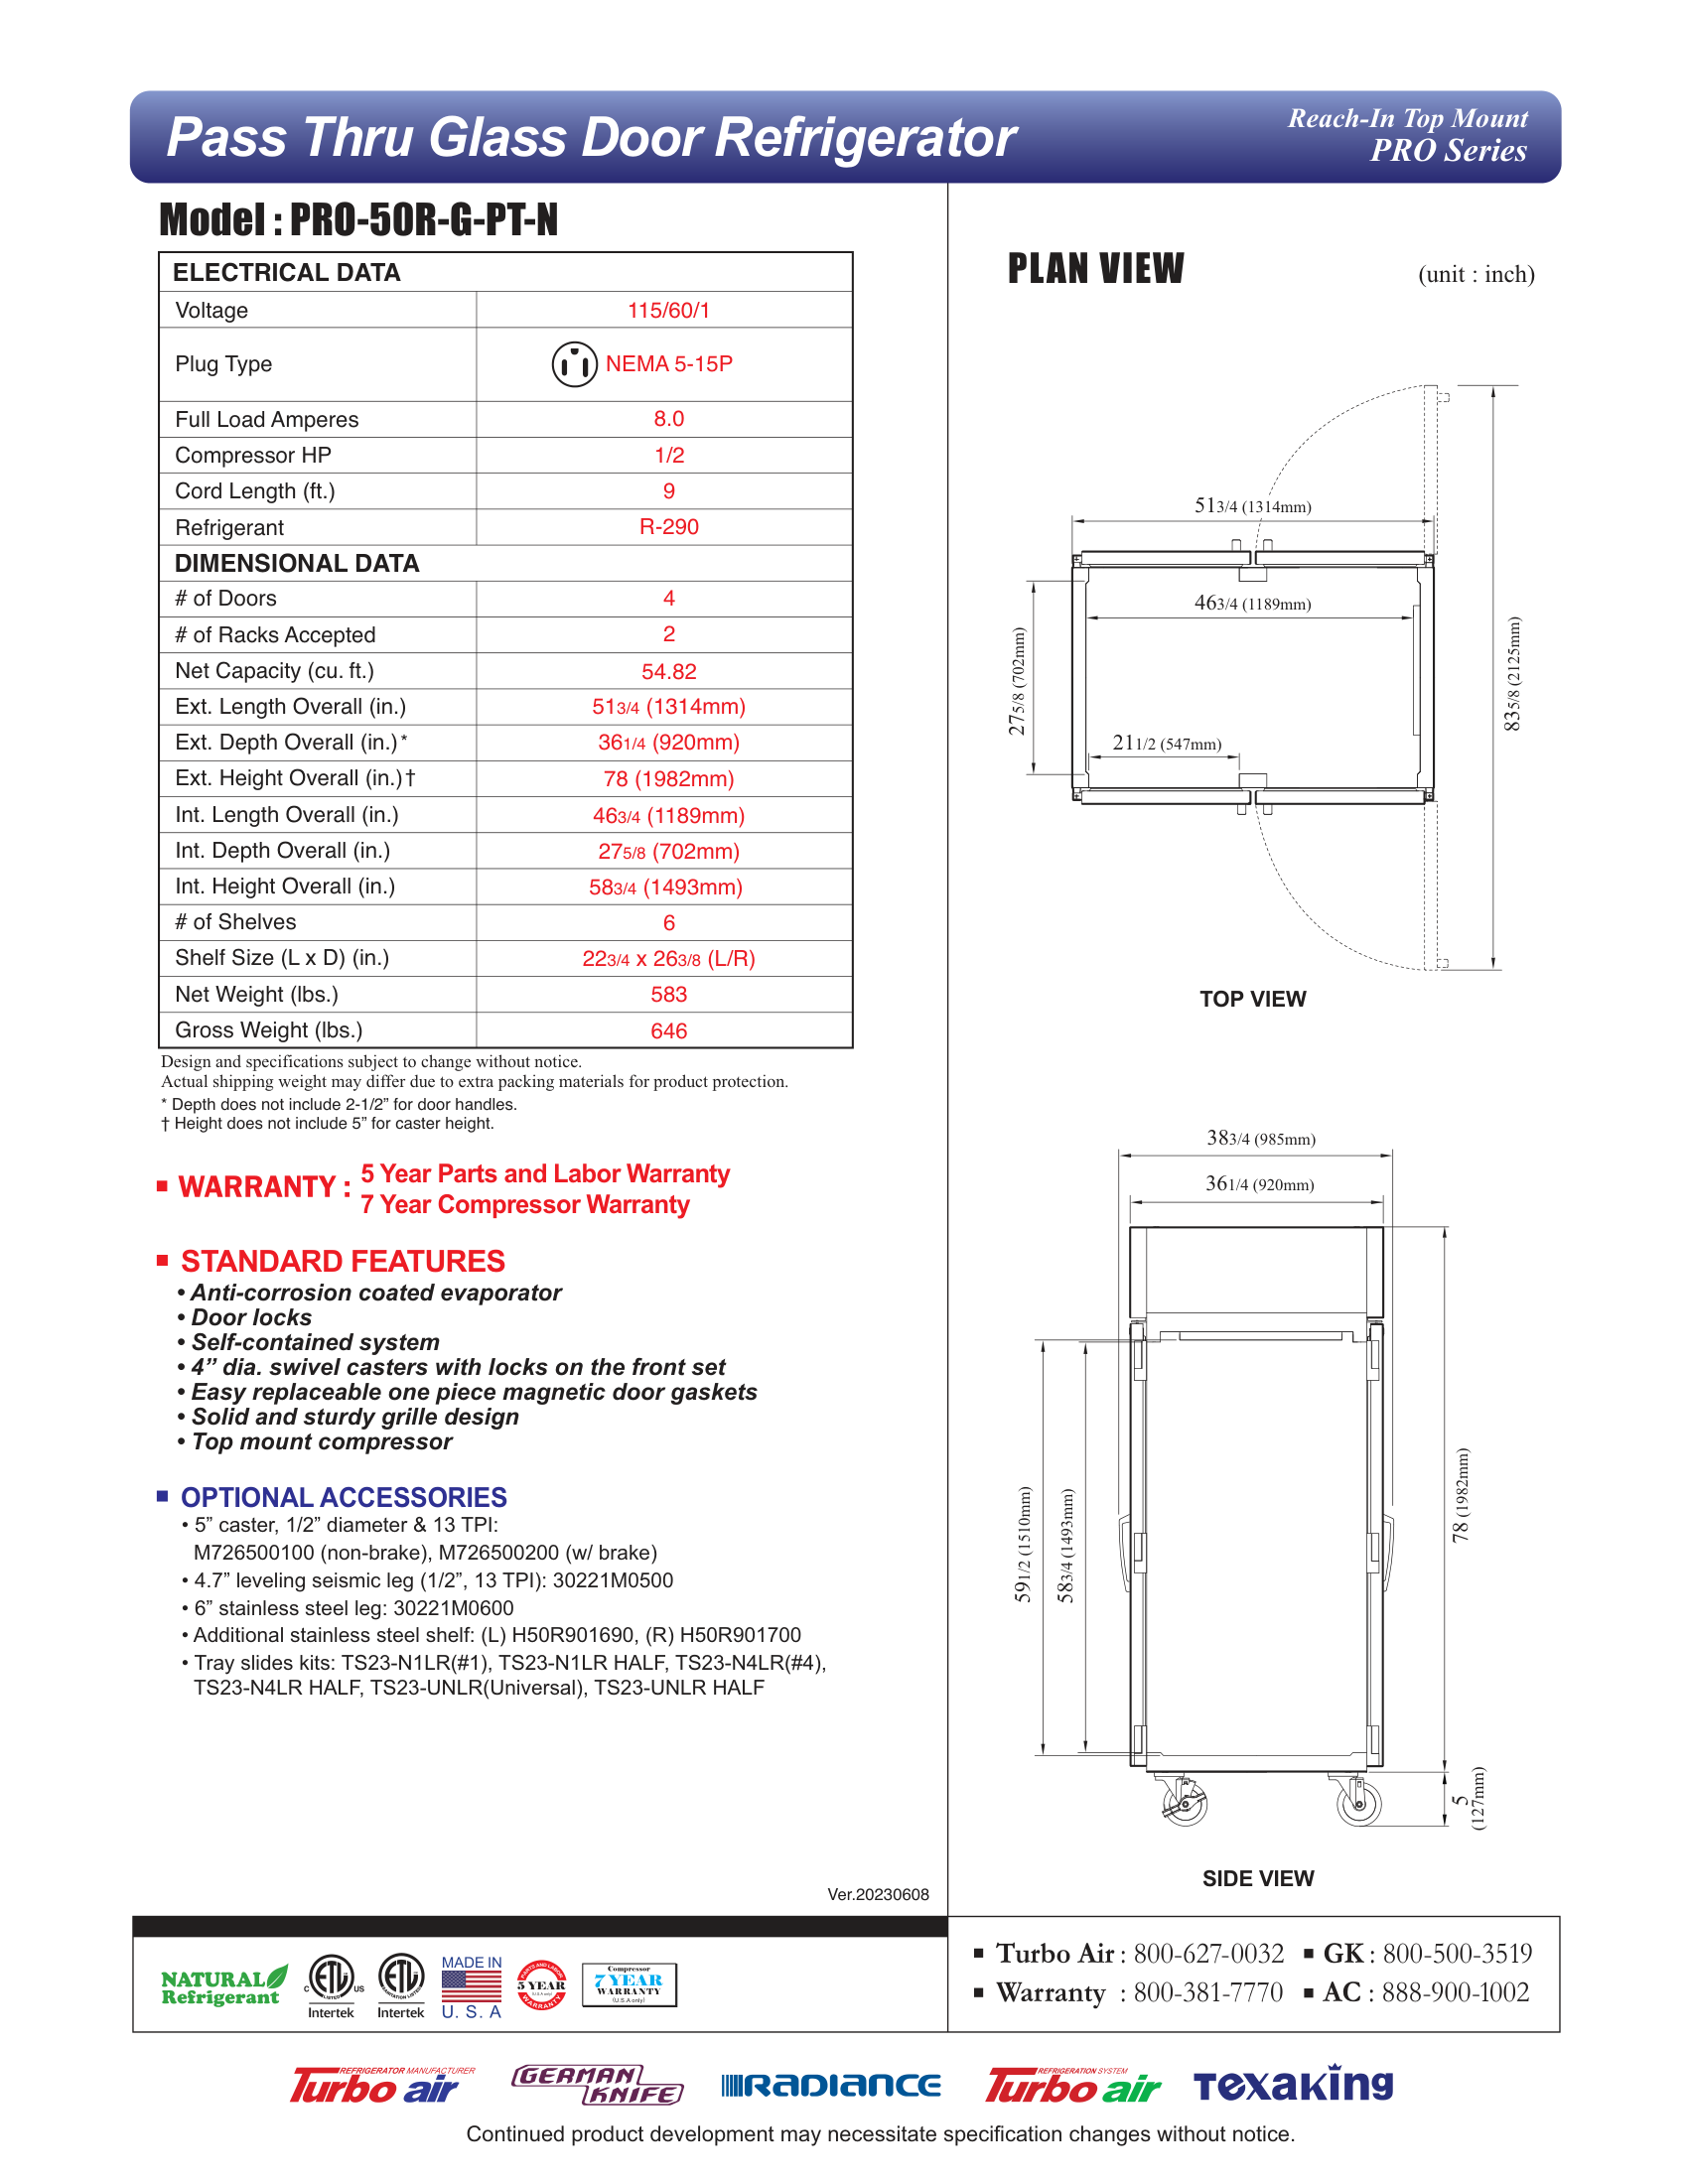 Pass Thru Glass Door Refrigerator
Reach-In Top Mount
PRO Series
Model : PRO-50R-G-PT-N
ELECTRICAL DATA
Voltage 115/60/1
Plug Type NEMA 5-15P
Full Load Amperes 8.0
Compressor HP 1/2
Cord Length (ft.) 9
Refrigerant R-290
DIMENSIONAL DATA
# of Doors 4
# of Racks Accepted 2
Net Capacity (cu. ft.) 54.82
Ext. Length Overall (in.) 51 3/4 (1314mm)
Ext. Depth Overall (in.)* 36 1/4 (920mm)
Ext. Height Overall (in.)† 78 (1982mm)
Int. Length Overall (in.) 46 3/4 (1189mm)
Int. Depth Overall (in.) 27 5/8 (702mm)
Int. Height Overall (in.) 58 3/4 (1493mm)
# of Shelves 6
Shelf Size (L x D) (in.) 22 3/4 x 26 3/8 (L/R)
Net Weight (lbs.) 583
Gross Weight (lbs.) 646
Design and specifications subject to change without notice.
Actual shipping weight may differ due to extra packing materials for product protection.
* Depth does not include 2-1/2” for door handles.
† Height does not include 5” for caster height.
WARRANTY : 5 Year Parts and Labor Warranty
7 Year Compressor Warranty
STANDARD FEATURES
• Anti-corrosion coated evaporator
• Door locks
• Self-contained system
• 4” dia. swivel casters with locks on the front set
• Easy replaceable one piece magnetic door gaskets
• Solid and sturdy grille design
• Top mount compressor
OPTIONAL ACCESSORIES
• 5” caster, 1/2” diameter & 13 TPI:
M726500100 (non-brake), M726500200 (w/ brake)
• 4.7” leveling seismic leg (1/2”, 13 TPI): 30221M0500
• 6” stainless steel leg: 30221M0600
• Additional stainless steel shelf: (L) H50R901690, (R) H50R901700
• Tray slides kits: TS23-N1LR(#1), TS23-N1LR HALF, TS23-N4LR(#4),
TS23-N4LR HALF, TS23-UNLR(Universal), TS23-UNLR HALF
Ver.20230608
PLAN VIEW
(unit : inch)
51 3/4 (1314mm)
46 3/4 (1189mm)
27 5/8 (702mm)
21 1/2 (547mm)
83 5/8 (2125mm)
TOP VIEW
38 3/4 (985mm)
36 1/4 (920mm)
59 1/2 (1510mm)
58 3/4 (1493mm)
78 (1982mm)
5
(127mm)
SIDE VIEW
NATURAL
Refrigerant
C ETL US
LISTED
Intertek
ETL
SANITATION LISTED
Intertek
MADE IN
U. S. A
PARTS AND LABOR
5 YEAR
(U.S.A only)
WARRANTY
Compressor
7 YEAR
WARRANTY
(U.S.A only)
Turbo Air : 800-627-0032
GK : 800-500-3519
Warranty : 800-381-7770
AC : 888-900-1002
REFRIGERATOR MANUFACTURER
Turbo air
GERMAN KNIFE
RADIANCE
REFRIGERATION SYSTEM
Turbo air
TEXAKING
Continued product development may necessitate specification changes without notice.